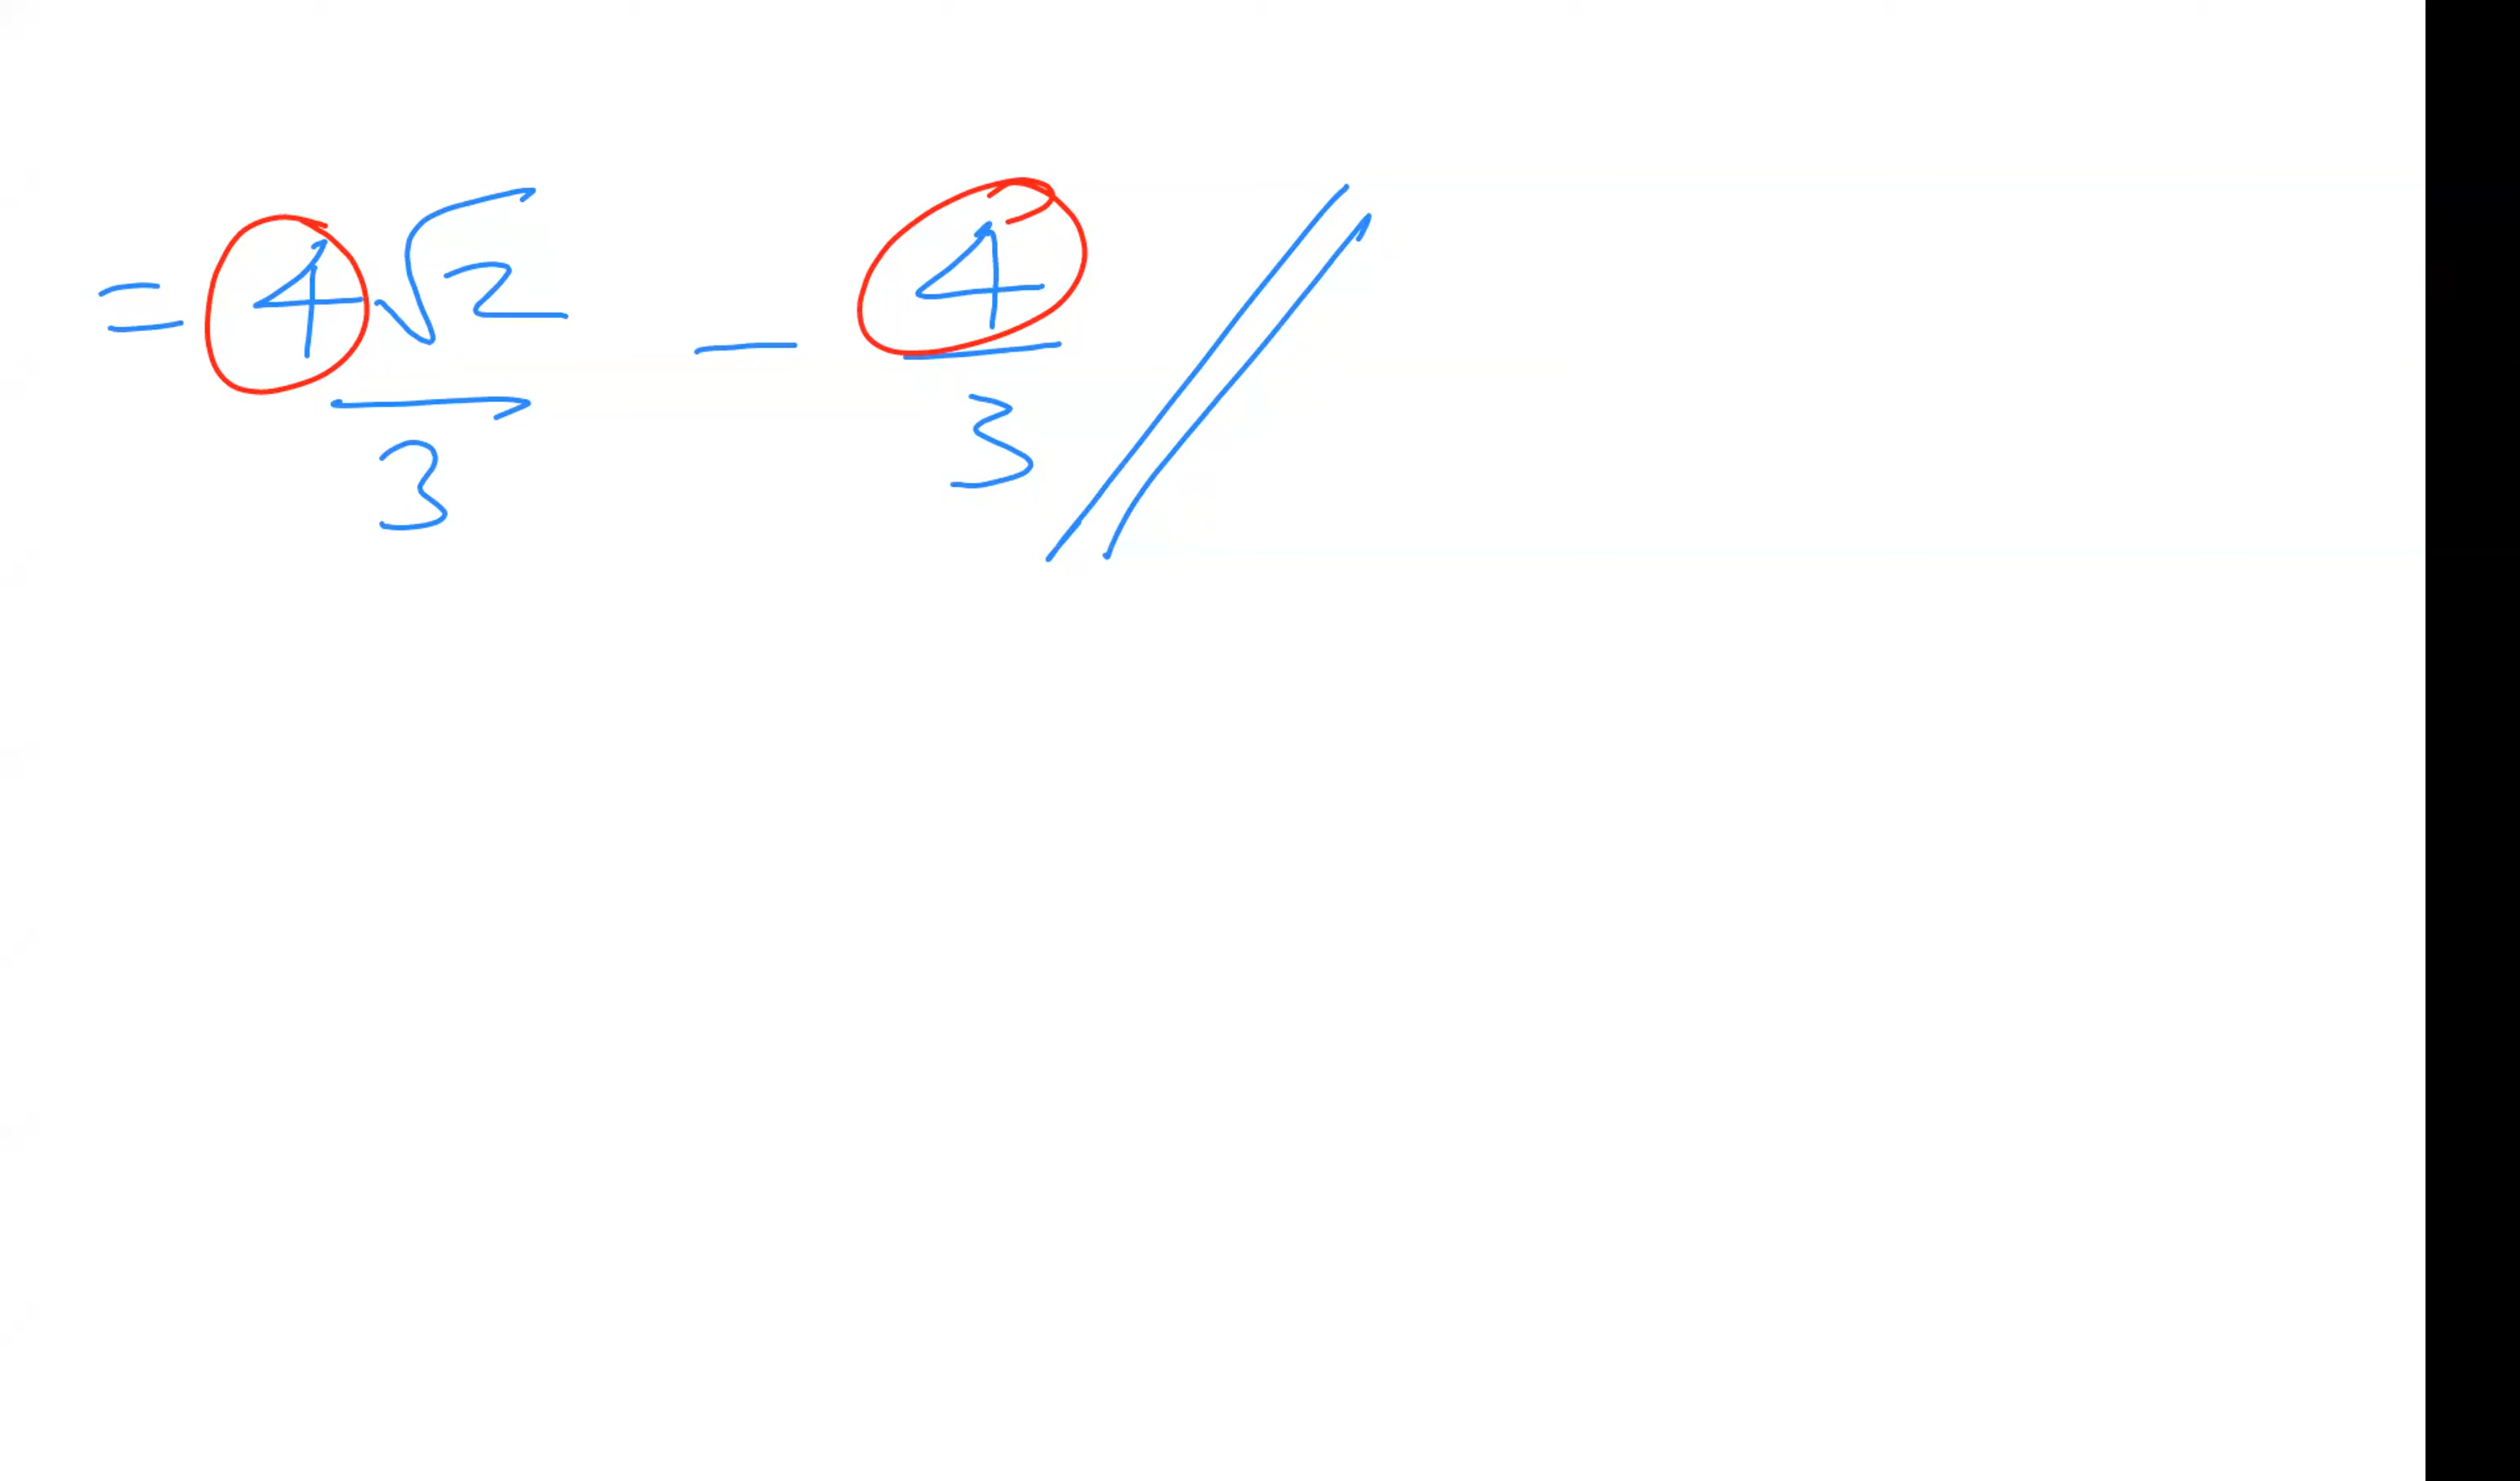 = 4√2/3 - 4/3 //